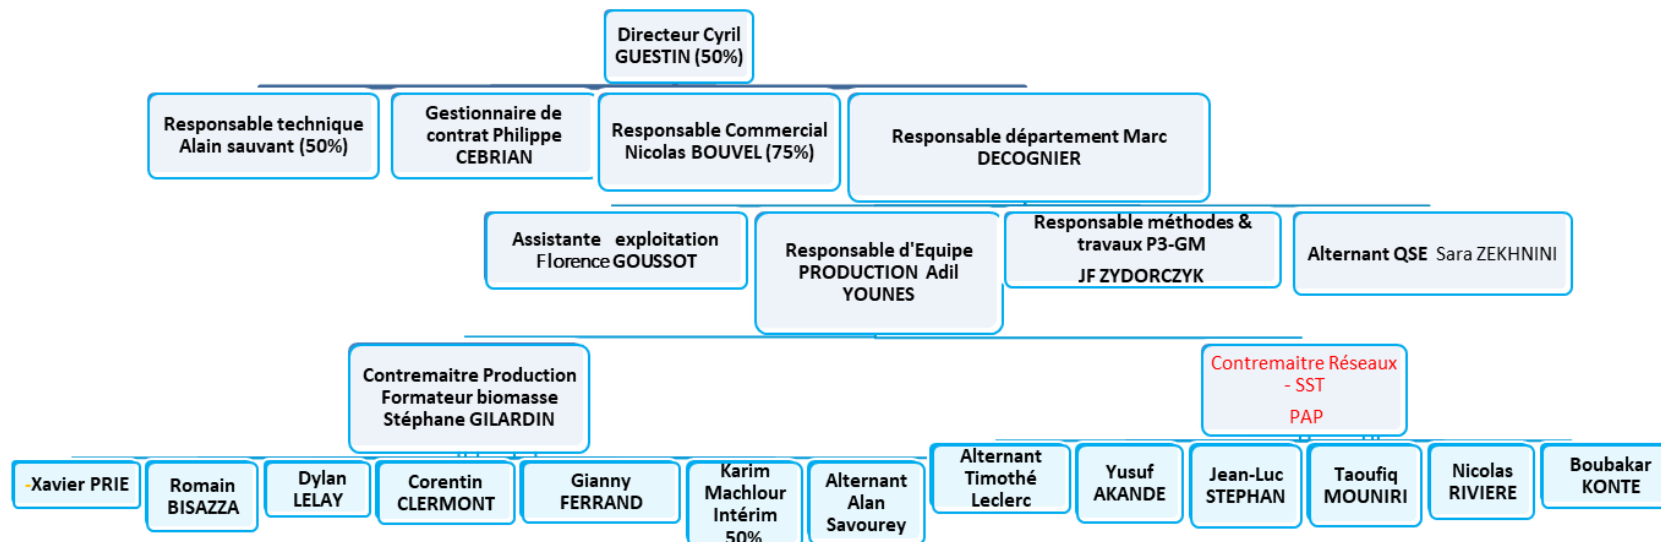 Directeur Cyril
GUESTIN (50%)
Responsable technique
Alain sauvant (50%)
Gestionnaire de
contrat Philippe
CEBRIAN
Responsable Commercial
Nicolas BOUVEL (75%)
Responsable département Marc
DECOGNIER
Assistante exploitation
Florence GOUSSOT
Responsable d'Equipe
PRODUCTION Adil
YOUNES
Responsable méthodes &
travaux P3-GM
JF ZYDORCZYK
Alternant QSE Sara ZEKHNINI
Contremaitre Production
Formateur biomasse
Stéphane GILARDIN
Contremaitre Réseaux
- SST
PAP
-Xavier PRIE
Romain
BISAZZA
Dylan
LELAY
Corentin
CLERMONT
Gianny
FERRAND
Karim
Machlour
Intérim
50%
Alternant
Alan
Savourey
Alternant
Timothé
Leclerc
Yusuf
AKANDE
Jean-Luc
STEPHAN
Taoufiq
MOUNIRI
Nicolas
RIVIERE
Boubakar
KONTE